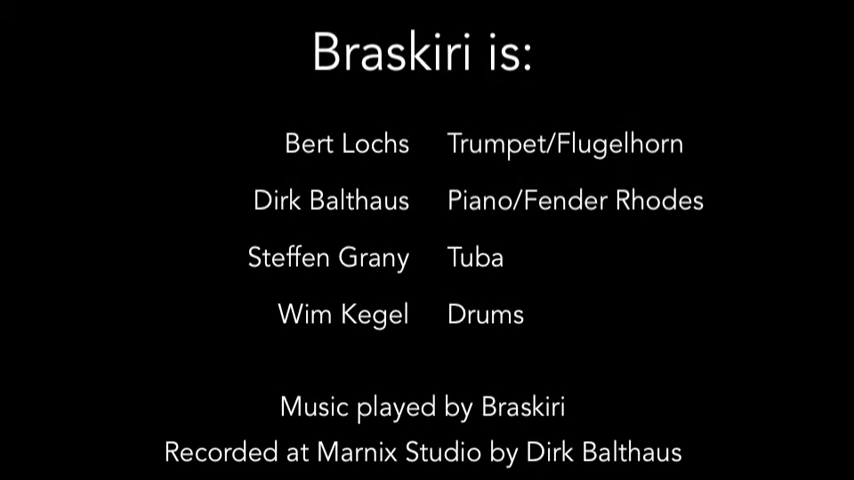 Braskiri is:
Bert Lochs Trumpet/Flugelhorn
Dirk Balthaus Piano/Fender Rhodes
Steffen Grany Tuba
Wim Kegel Drums
Music played by Braskiri
Recorded at Marnix Studio by Dirk Balthaus